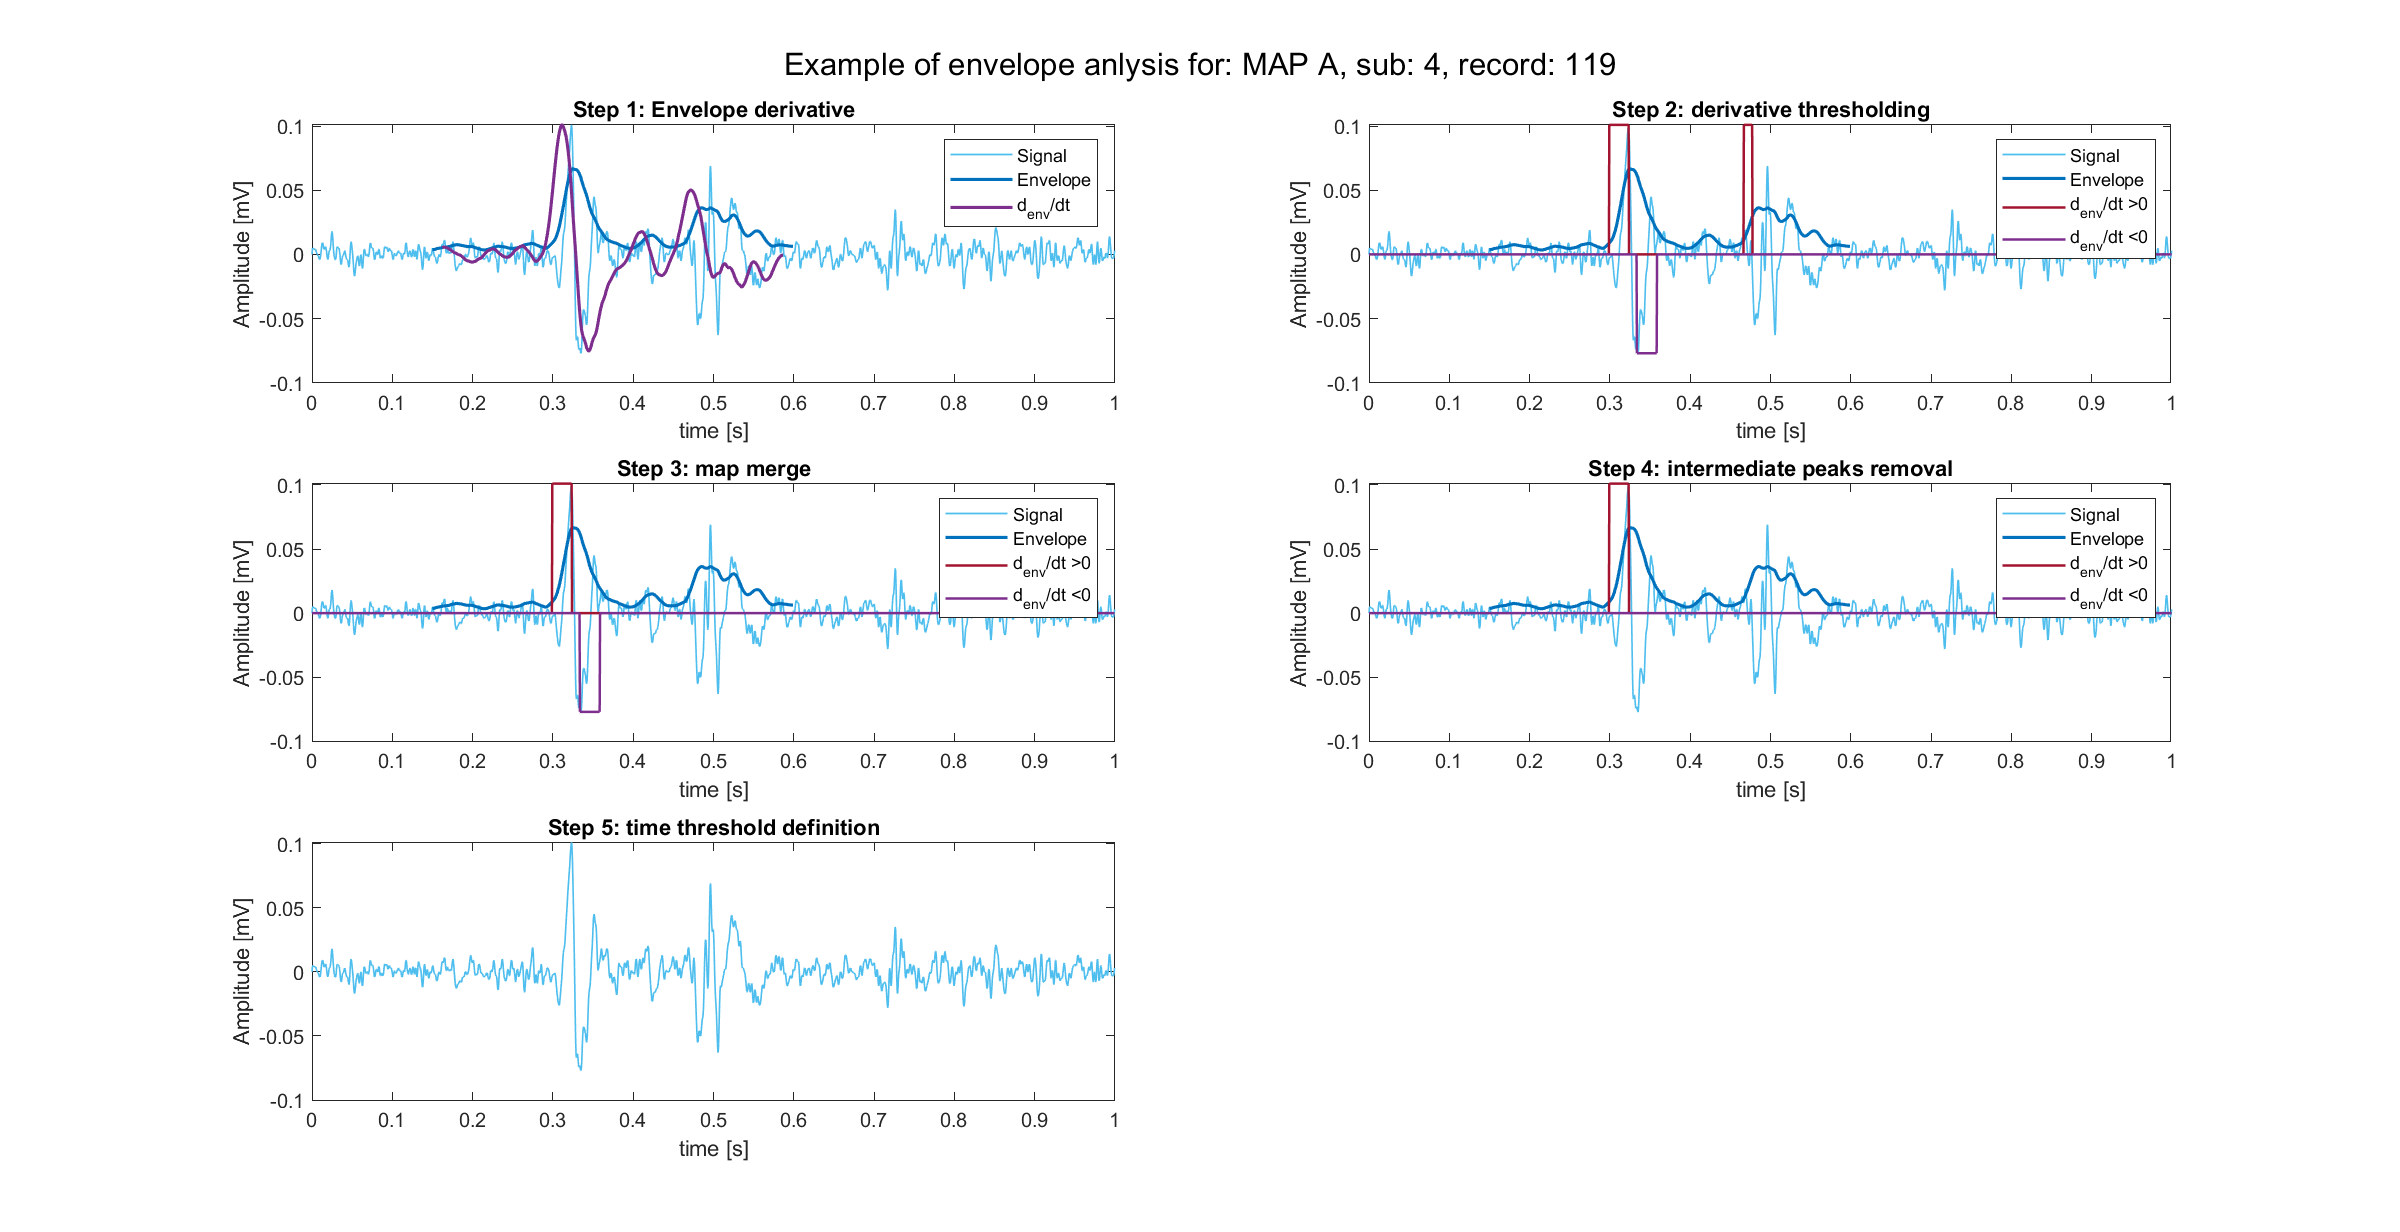 Example of envelope anlysis for: MAP A, sub: 4, record: 119
Step 1: Envelope derivative
0.1
0.05
0
-0.05
-0.1
Amplitude [mV]
0 0.1 0.2 0.3 0.4 0.5 0.6 0.7 0.8 0.9 1
time [s]
Signal
Envelope
d_env/dt
Step 2: derivative thresholding
0.1
0.05
0
-0.05
-0.1
Amplitude [mV]
0 0.1 0.2 0.3 0.4 0.5 0.6 0.7 0.8 0.9 1
time [s]
Signal
Envelope
d_env/dt >0
d_env/dt <0
Step 3: map merge
0.1
0.05
0
-0.05
-0.1
Amplitude [mV]
0 0.1 0.2 0.3 0.4 0.5 0.6 0.7 0.8 0.9 1
time [s]
Signal
Envelope
d_env/dt >0
d_env/dt <0
Step 4: intermediate peaks removal
0.1
0.05
0
-0.05
-0.1
Amplitude [mV]
0 0.1 0.2 0.3 0.4 0.5 0.6 0.7 0.8 0.9 1
time [s]
Signal
Envelope
d_env/dt >0
d_env/dt <0
Step 5: time threshold definition
0.1
0.05
0
-0.05
-0.1
Amplitude [mV]
0 0.1 0.2 0.3 0.4 0.5 0.6 0.7 0.8 0.9 1
time [s]